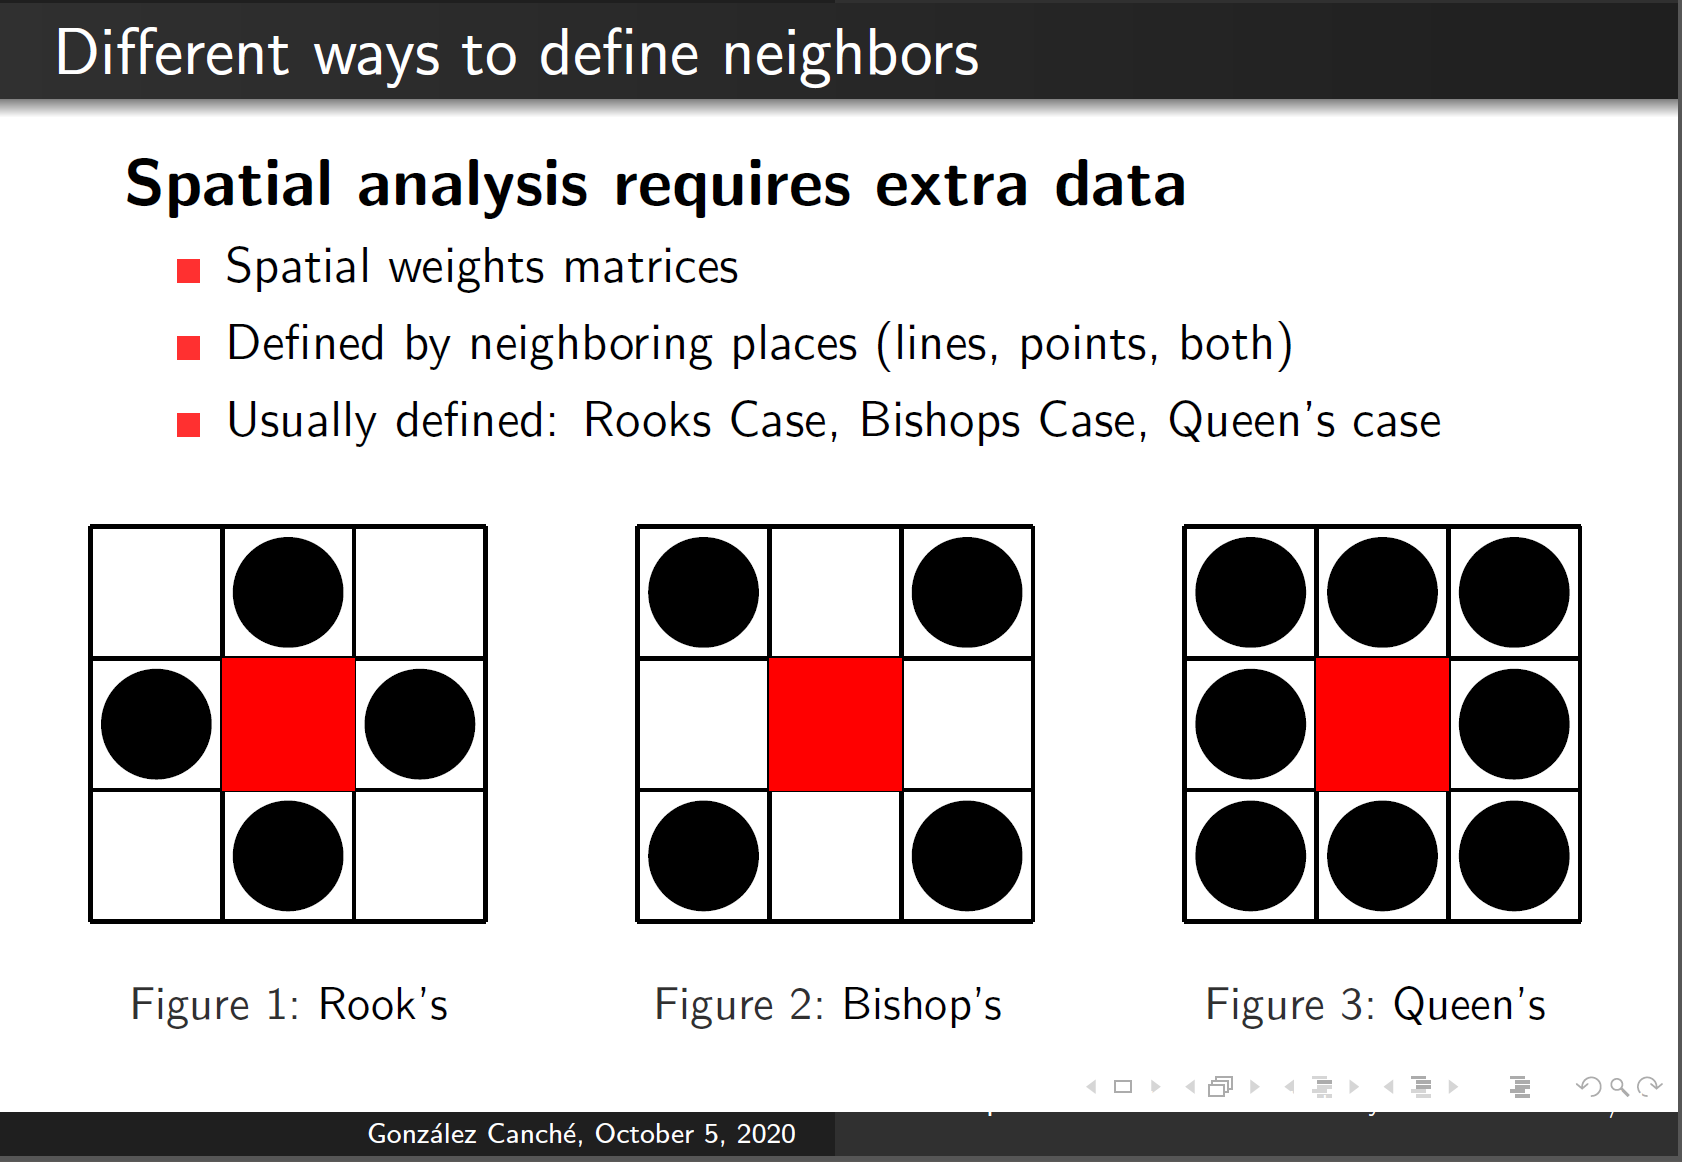 Different ways to define neighbors
Spatial analysis requires extra data
Spatial weights matrices
Defined by neighboring places (lines, points, both)
Usually defined: Rooks Case, Bishops Case, Queen's case
Figure 1: Rook's
Figure 2: Bishop's
Figure 3: Queen's
González Canché, October 5, 2020